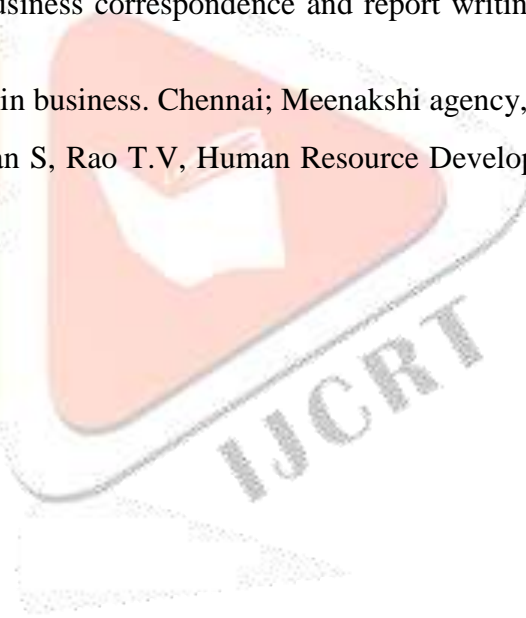 business correspondence and report writin
in business. Chennai; Meenakshi agency,
an S, Rao T.V, Human Resource Develop
IJCRT